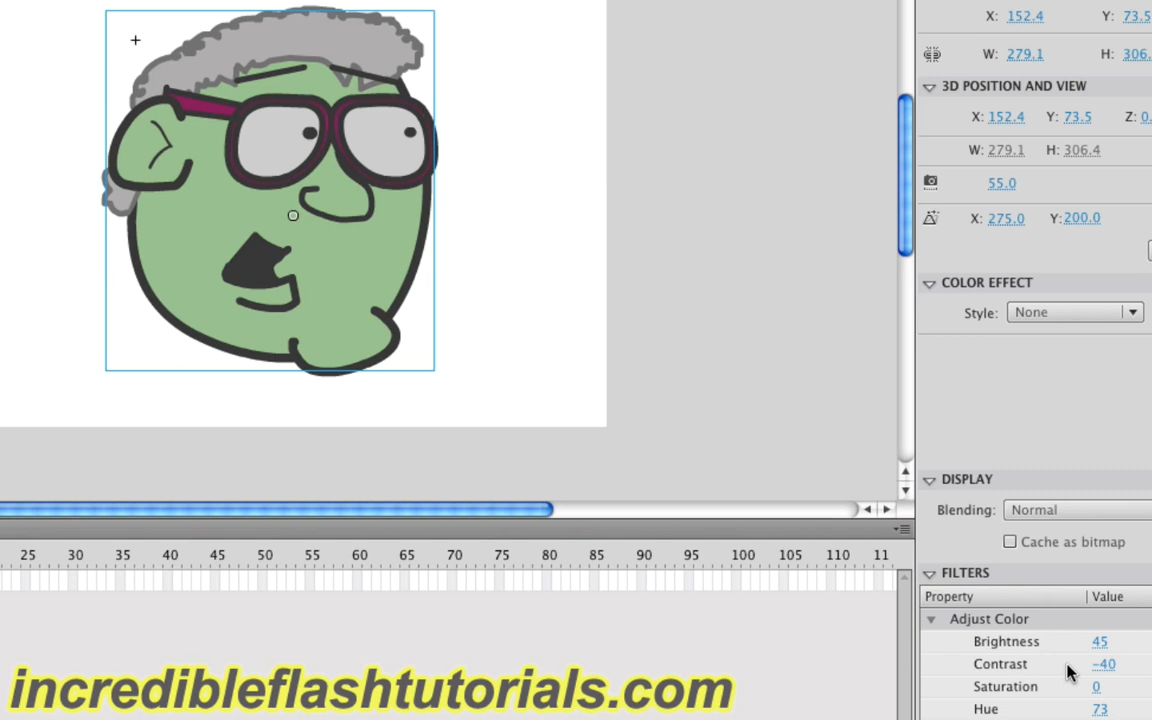 X: 152.4 Y: 73.5
W: 279.1 H: 306.
3D POSITION AND VIEW
X: 152.4 Y: 73.5 Z: 0.
W: 279.1 H: 306.4
55.0
X: 275.0 Y: 200.0
COLOR EFFECT
Style: None
DISPLAY
Blending: Normal
Cache as bitmap
FILTERS
Property Value
Adjust Color
Brightness 45
Contrast -40
Saturation 0
Hue 73
25 30 35 40 45 50 55 60 65 70 75 80 85 90 95 100 105 110 11
incredibleflashtutorials.com